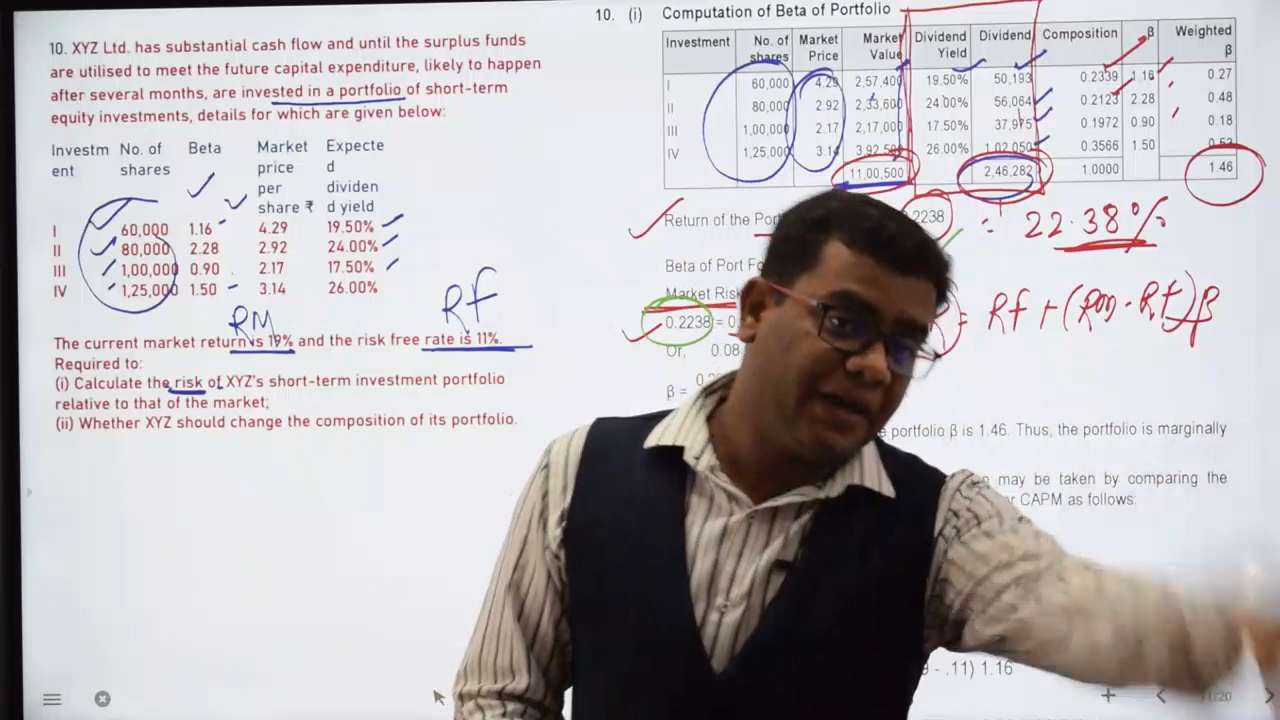 10. XYZ Ltd. has substantial cash flow and until the surplus funds
are utilised to meet the future capital expenditure, likely to happen
after several months, are invested in a portfolio of short-term
equity investments, details for which are given below:
Investm No. of Beta Market Expecte
ent shares price d
per dividen
share ₹ d yield
I 60,000 1.16 4.29 19.50%
II 80,000 2.28 2.92 24.00%
III 1,00,000 0.90 2.17 17.50%
IV 1,25,000 1.50 3.14 26.00%
RM Rf
The current market return is 19% and the risk free rate is 11%.
Required to:
(i) Calculate the risk of XYZ's short-term investment portfolio
relative to that of the market;
(ii) Whether XYZ should change the composition of its portfolio.
10. (i) Computation of Beta of Portfolio
Investment No. of Market Market Dividend Dividend Composition β Weighted
shares Price Value Yield β
I 60,000 4.29 2,57,400 19.50% 50,193 0.2339 1.16 0.27
II 80,000 2.92 2,33,600 24.00% 56,064 0.2123 2.28 0.48
III 1,00,000 2.17 2,17,000 17.50% 37,975 0.1972 0.90 0.18
IV 1,25,000 3.14 3,92,500 26.00% 1,02,050 0.3566 1.50 0.53
11,00,500 2,46,282 1.0000 1.46
Return of the Port 2238 = 22.38%
Beta of Port Fo
Market Risk
Rf + (Rm - Rf) β
0.2238 = 0.
Or, 0.08
β =
portfolio β is 1.46. Thus, the portfolio is marginally
may be taken by comparing the
CAPM as follows:
- .11) 1.16
/20